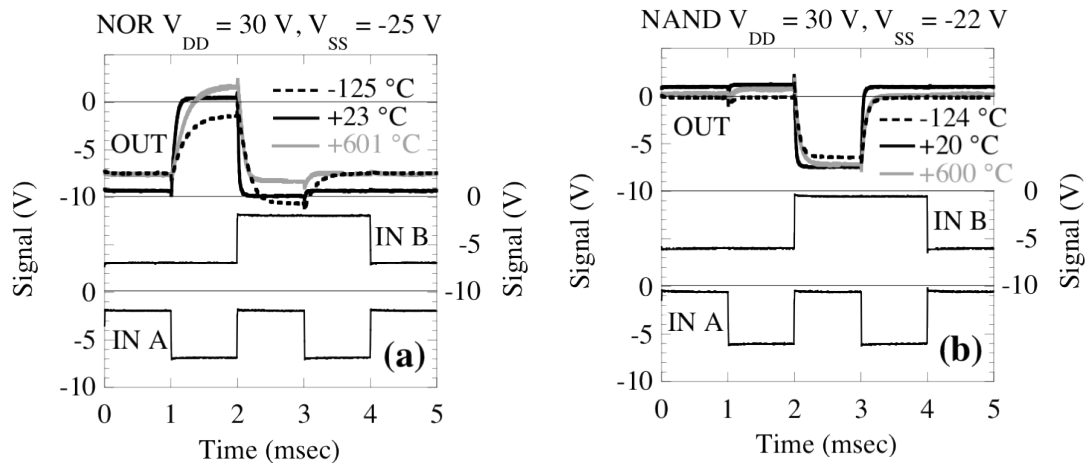 NOR V_DD = 30 V, V_SS = -25 V
0
-5
-10
0
-5
-10
0
-5
-10
Signal (V)
Signal (V)
OUT
-125 °C
+23 °C
+601 °C
IN B
IN A
(a)
0 1 2 3 4 5
Time (msec)
NAND V_DD = 30 V, V_SS = -22 V
0
-5
-10
0
-5
-10
0
-5
-10
Signal (V)
Signal (V)
OUT
-124 °C
+20 °C
+600 °C
IN B
IN A
(b)
0 1 2 3 4 5
Time (msec)